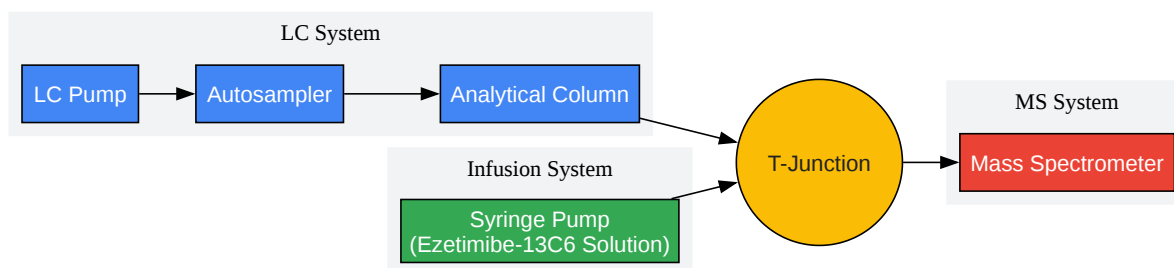 LC System
LC Pump
Autosampler
Analytical Column
Infusion System
Syringe Pump
(Ezetimibe-13C6 Solution)
T-Junction
MS System
Mass Spectrometer